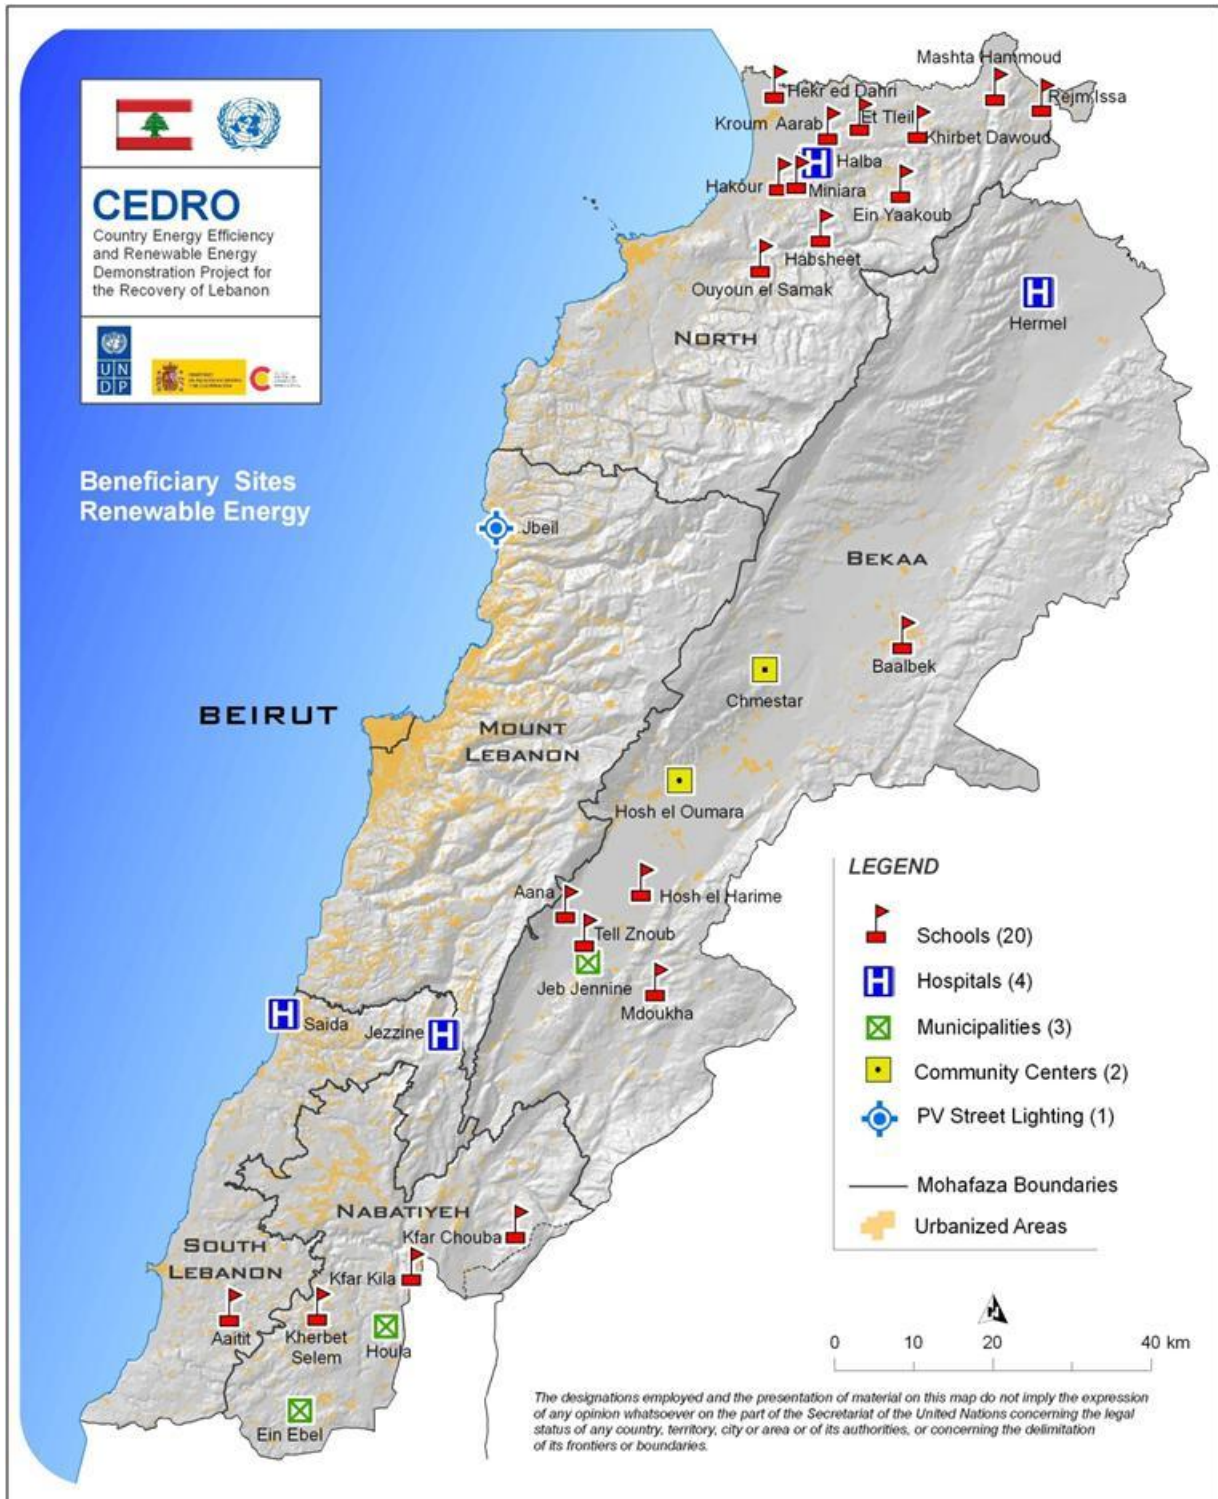 CEDRO
Country Energy Efficiency
and Renewable Energy
Demonstration Project for
the Recovery of Lebanon
UN
DP
Beneficiary Sites
Renewable Energy
Mashta Hammoud
Hekr ed Dahri
Rejm Issa
Et Tleil
Kroum Aarab
Khirbet Dawoud
H
Halba
Hakour
Miniara
Ein Yaakoub
Habsheet
Ouyoun el Samak
H
Hermel
NORTH
Jbeil
BEKAA
Baalbek
Chmestar
BEIRUT
MOUNT
LEBANON
Hosh el Oumara
Aana
Hosh el Harime
Tell Znoub
Jeb Jennine
Mdoukha
H
Saida
Jezzine
H
NABATIYEH
Kfar Chouba
SOUTH
LEBANON
Kfar Kila
Aaitit
Kherbet
Selem
Houla
Ein Ebel
LEGEND
Schools (20)
H
Hospitals (4)
Municipalities (3)
Community Centers (2)
PV Street Lighting (1)
Mohafaza Boundaries
Urbanized Areas
0 10 20 40 km
The designations employed and the presentation of material on this map do not imply the expression
of any opinion whatsoever on the part of the Secretariat of the United Nations concerning the legal
status of any country, territory, city or area or of its authorities, or concerning the delimitation
of its frontiers or boundaries.